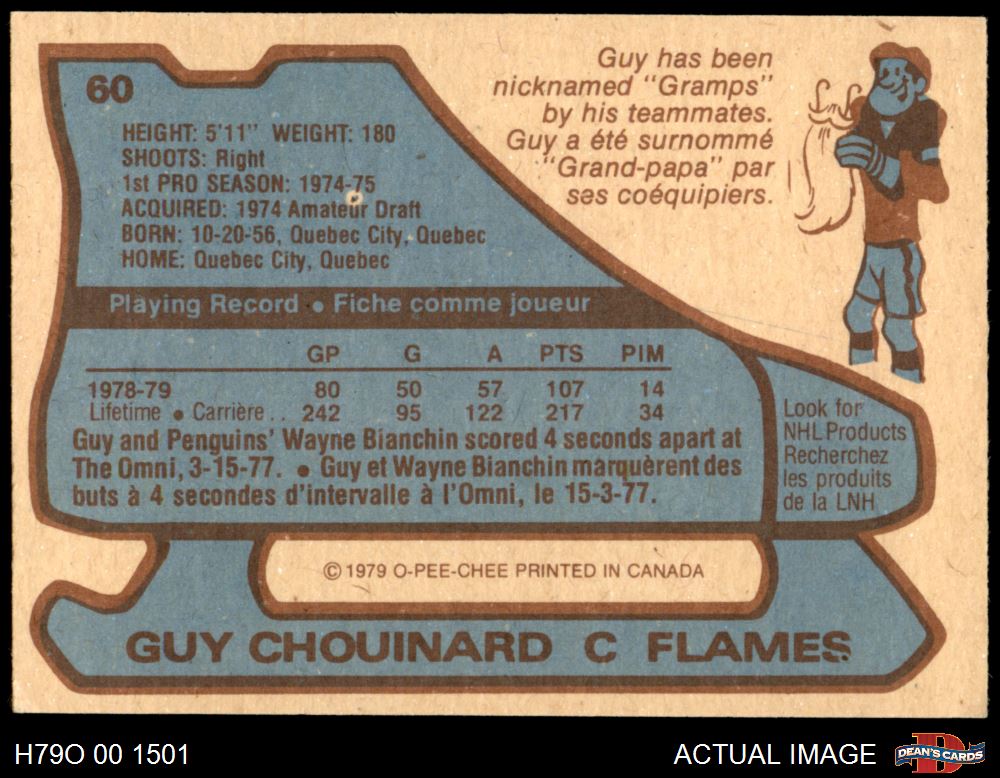 60
Guy has been
nicknamed "Gramps"
by his teammates.
Guy a été surnommé
"Grand-papa" par
ses coéquipiers.
HEIGHT: 5'11" WEIGHT: 180
SHOOTS: Right
1st PRO SEASON: 1974-75
ACQUIRED: 1974 Amateur Draft
BORN: 10-20-56, Quebec City, Quebec
HOME: Quebec City, Quebec
Playing Record • Fiche comme joueur
GP G A PTS PIM
1978-79 80 50 57 107 14
Lifetime • Carrière .. 242 95 122 217 34
Guy and Penguins' Wayne Bianchin scored 4 seconds apart at
The Omni, 3-15-77. • Guy et Wayne Bianchin marquèrent des
buts à 4 secondes d'intervalle à l'Omni, le 15-3-77.
Look for
NHL Products
Recherchez
les produits
de la LNH
© 1979 O-PEE-CHEE PRINTED IN CANADA
GUY CHOUINARD C FLAMES
H79O 00 1501
ACTUAL IMAGE
D
DEAN'S CARDS